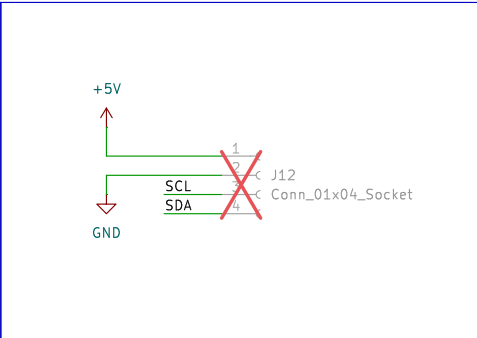 +5V
1
2
J12
SCL
3
Conn_01x04_Socket
SDA
4
GND